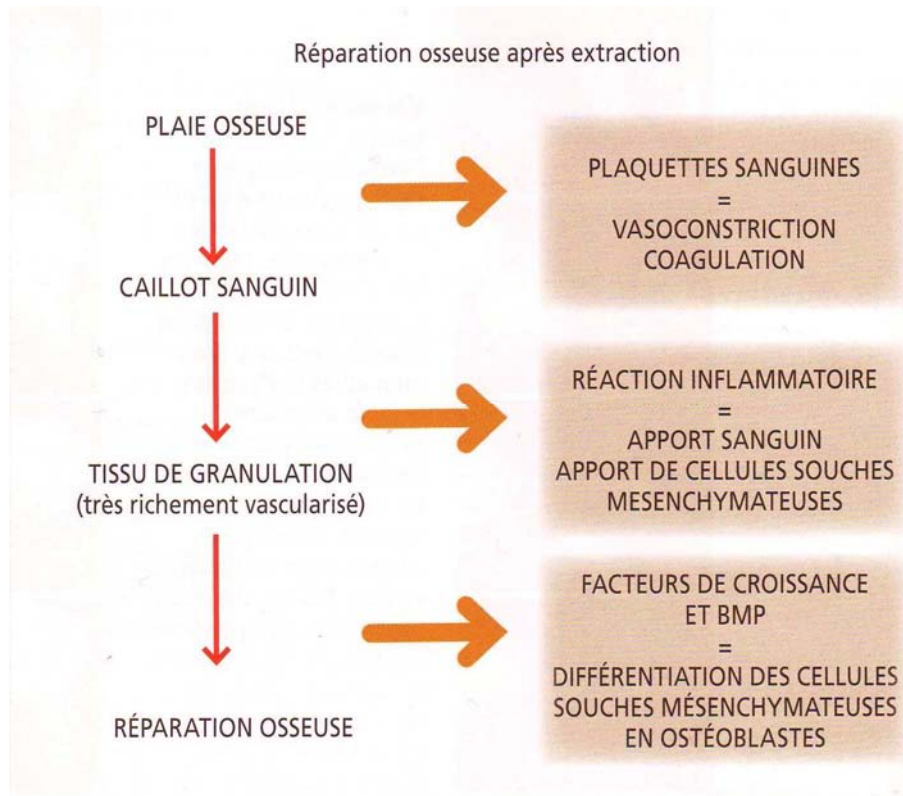 Réparation osseuse après extraction
PLAIE OSSEUSE
PLAQUETTES SANGUINES
=
VASOCONSTRICTION
COAGULATION
CAILLOT SANGUIN
RÉACTION INFLAMMATOIRE
=
APPORT SANGUIN
APPORT DE CELLULES SOUCHES
MESENCHYMATEUSES
TISSU DE GRANULATION
(très richement vascularisé)
FACTEURS DE CROISSANCE
ET BMP
=
DIFFÉRENTIATION DES CELLULES
SOUCHES MÉSENCHYMATEUSES
EN OSTÉOBLASTES
RÉPARATION OSSEUSE